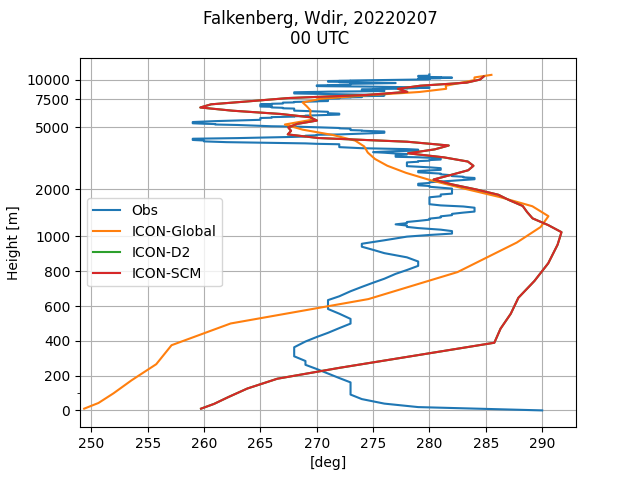 Falkenberg, Wdir, 20220207
00 UTC
Height [m]
10000
7500
5000
2000
1000
800
600
400
200
0
Obs
ICON-Global
ICON-D2
ICON-SCM
250 255 260 265 270 275 280 285 290
[deg]